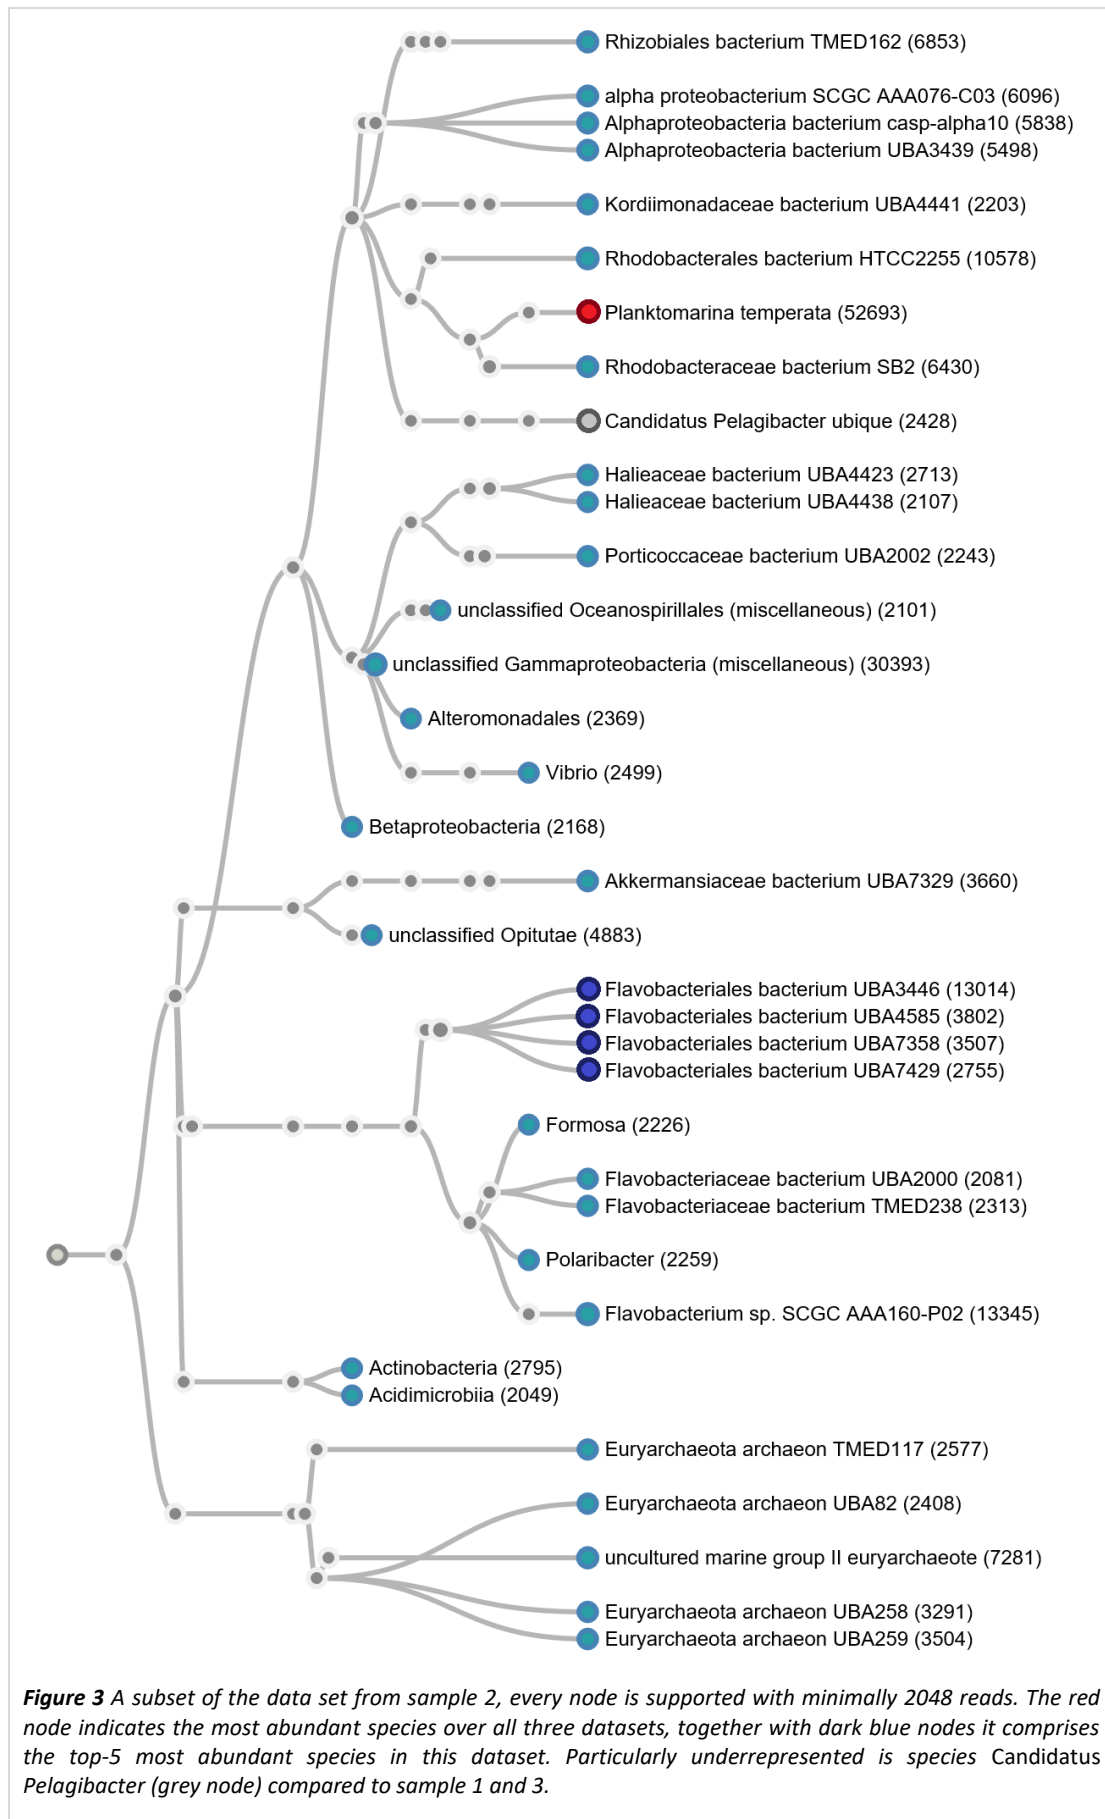 Rhizobiales bacterium TMED162 (6853)
alpha proteobacterium SCGC AAA076-C03 (6096)
Alphaproteobacteria bacterium casp-alpha10 (5838)
Alphaproteobacteria bacterium UBA3439 (5498)
Kordiimonadaceae bacterium UBA4441 (2203)
Rhodobacterales bacterium HTCC2255 (10578)
Planktomarina temperata (52693)
Rhodobacteraceae bacterium SB2 (6430)
Candidatus Pelagibacter ubique (2428)
Halieaceae bacterium UBA4423 (2713)
Halieaceae bacterium UBA4438 (2107)
Porticoccaceae bacterium UBA2002 (2243)
unclassified Oceanospirillales (miscellaneous) (2101)
unclassified Gammaproteobacteria (miscellaneous) (30393)
Alteromonadales (2369)
Vibrio (2499)
Betaproteobacteria (2168)
Akkermansiaceae bacterium UBA7329 (3660)
unclassified Opitutae (4883)
Flavobacteriales bacterium UBA3446 (13014)
Flavobacteriales bacterium UBA4585 (3802)
Flavobacteriales bacterium UBA7358 (3507)
Flavobacteriales bacterium UBA7429 (2755)
Formosa (2226)
Flavobacteriaceae bacterium UBA2000 (2081)
Flavobacteriaceae bacterium TMED238 (2313)
Polaribacter (2259)
Flavobacterium sp. SCGC AAA160-P02 (13345)
Actinobacteria (2795)
Acidimicrobiia (2049)
Euryarchaeota archaeon TMED117 (2577)
Euryarchaeota archaeon UBA82 (2408)
uncultured marine group II euryarchaeote (7281)
Euryarchaeota archaeon UBA258 (3291)
Euryarchaeota archaeon UBA259 (3504)
Figure 3 A subset of the data set from sample 2, every node is supported with minimally 2048 reads. The red
node indicates the most abundant species over all three datasets, together with dark blue nodes it comprises
the top-5 most abundant species in this dataset. Particularly underrepresented is species Candidatus
Pelagibacter (grey node) compared to sample 1 and 3.